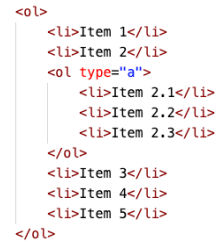 <ol>
    <li>Item 1</li>
    <li>Item 2</li>
    <ol type="a">
        <li>Item 2.1</li>
        <li>Item 2.2</li>
        <li>Item 2.3</li>
    </ol>
    <li>Item 3</li>
    <li>Item 4</li>
    <li>Item 5</li>
</ol>